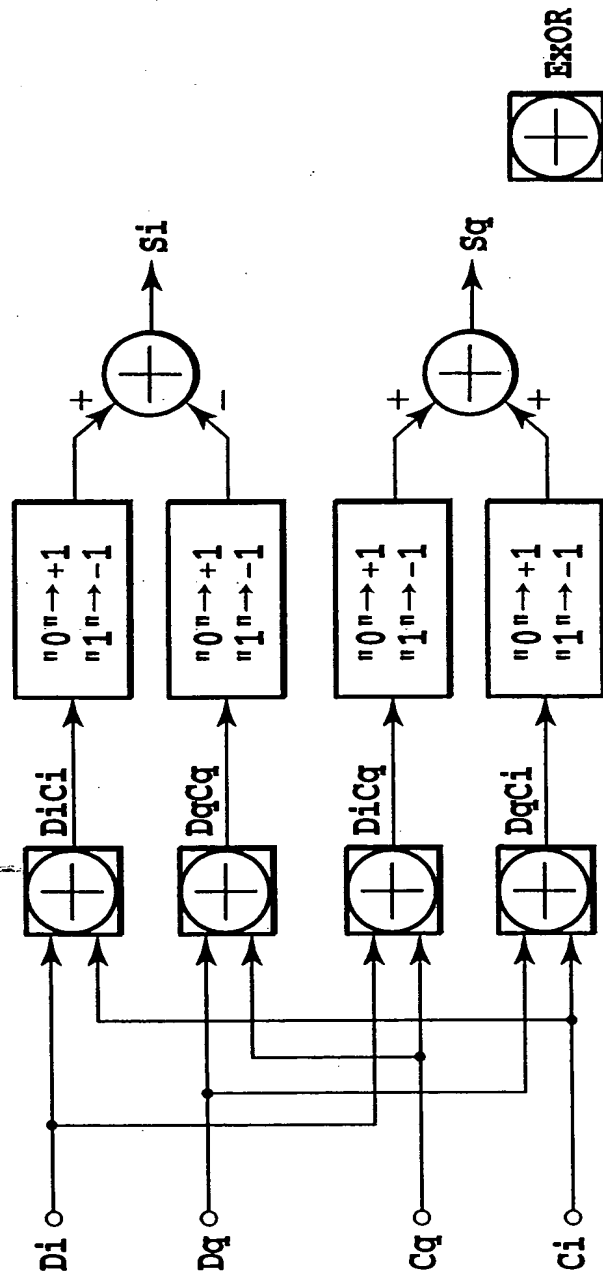 Di
Dq
Cq
Ci
DiCi
DqCq
DiCq
DqCi
"0"→+1
"1"→-1
"0"→+1
"1"→-1
"0"→+1
"1"→-1
"0"→+1
"1"→-1
+
-
+
+
Si
Sq
ExOR